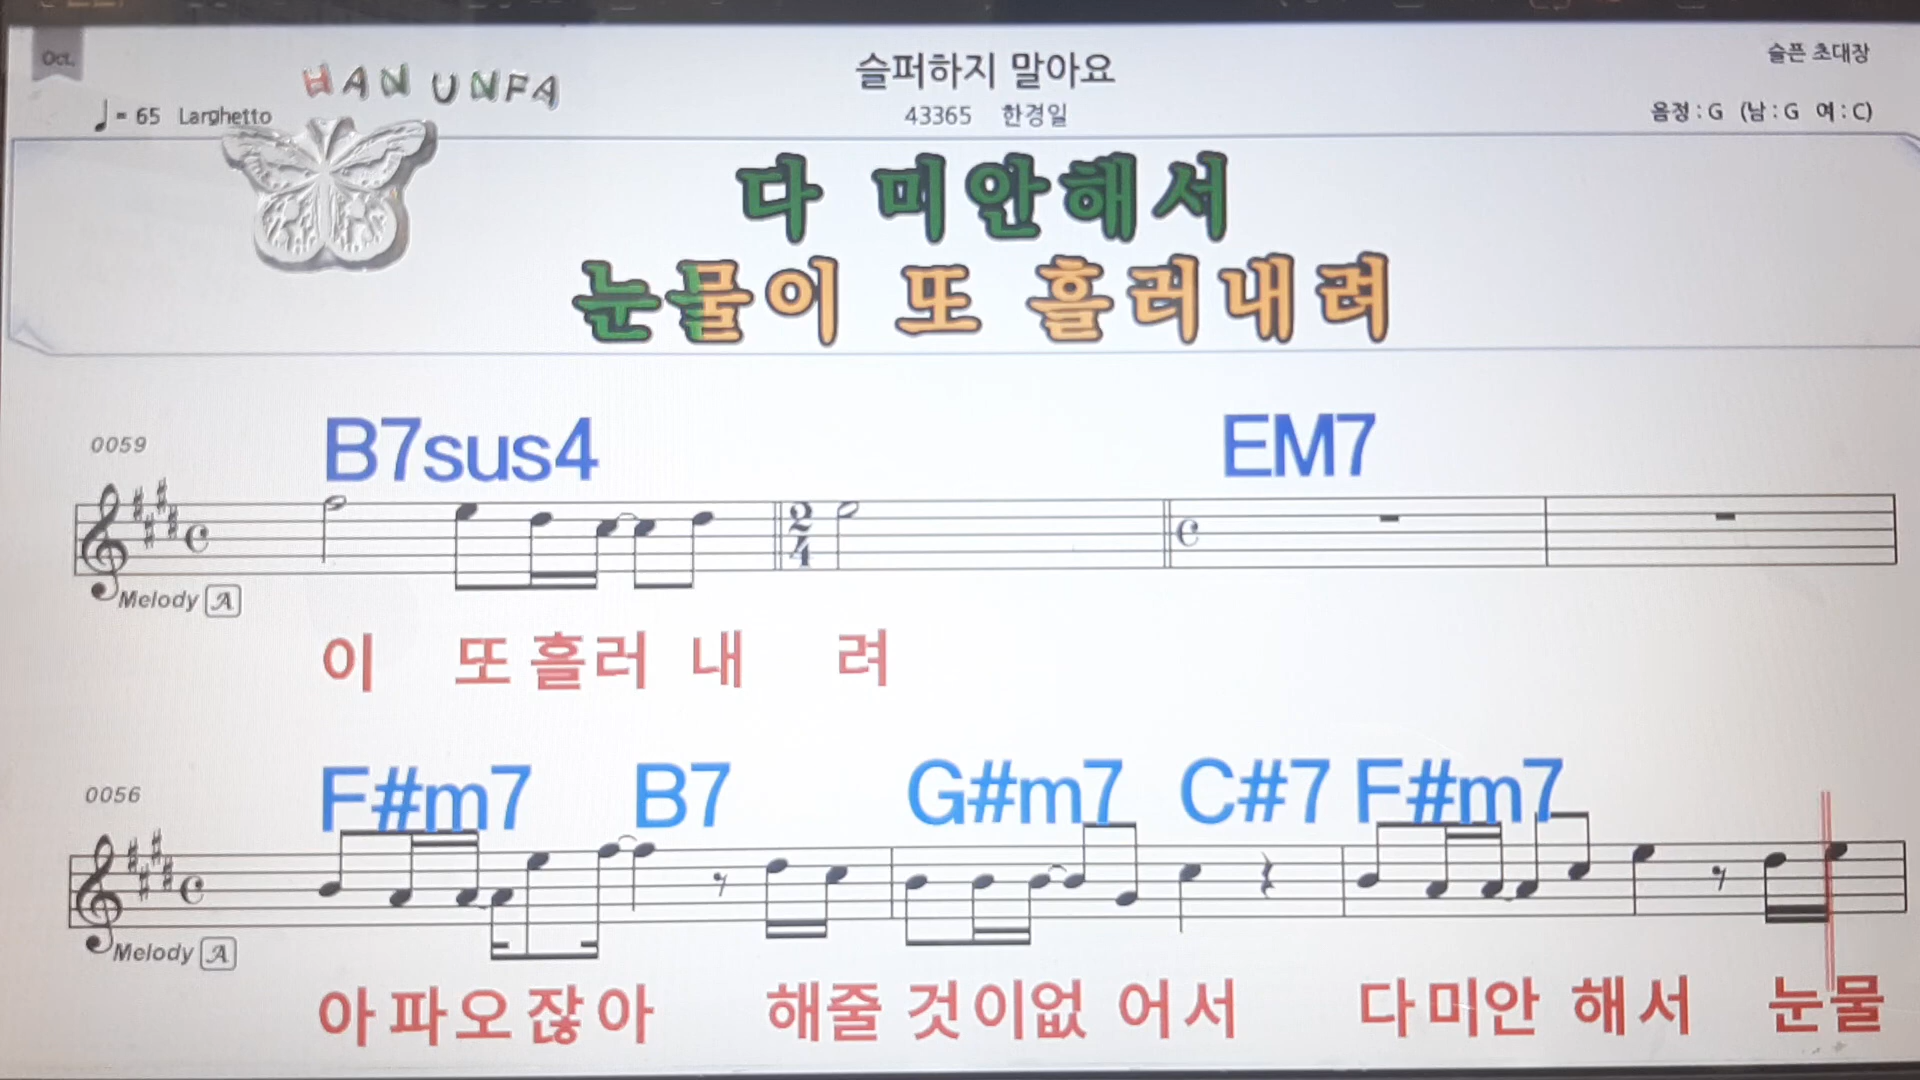 Oct.
HAN UNFA
슬퍼하지 말아요
슬픈 초대장
♩= 65 Larghetto
43365 한경일
음정 : G (남 : G 여 : C)
다 미안해서
눈물이 또 흘러내려
0059
B7sus4 EM7
2
4
Melody A
이 또 흘러 내 려
0056
F#m7 B7 G#m7 C#7 F#m7
Melody A
아 파 오 잖 아 해줄 것 이 없 어 서 다 미안 해 서 눈물